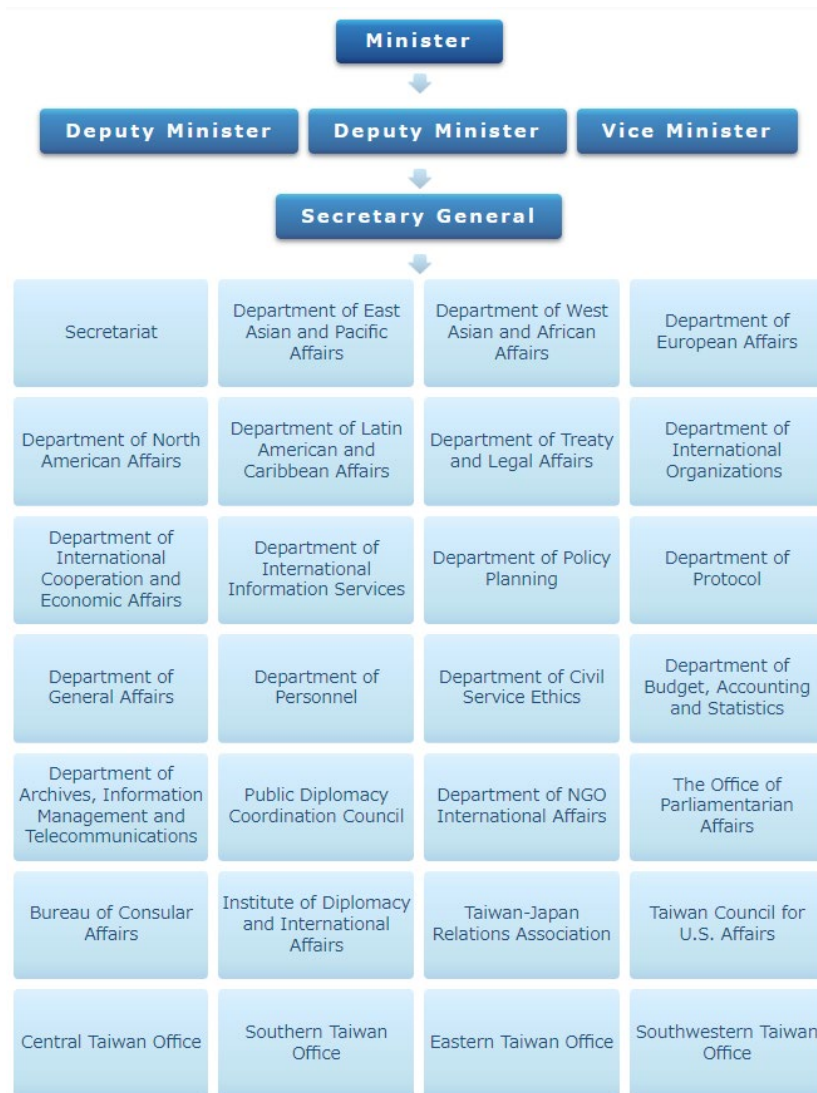 Minister
Deputy Minister
Deputy Minister
Vice Minister
Secretary General
Secretariat
Department of East
Asian and Pacific
Affairs
Department of West
Asian and African
Affairs
Department of
European Affairs
Department of North
American Affairs
Department of Latin
American and
Caribbean Affairs
Department of Treaty
and Legal Affairs
Department of
International
Organizations
Department of
International
Cooperation and
Economic Affairs
Department of
International
Information Services
Department of Policy
Planning
Department of
Protocol
Department of
General Affairs
Department of
Personnel
Department of Civil
Service Ethics
Department of
Budget, Accounting
and Statistics
Department of
Archives, Information
Management and
Telecommunications
Public Diplomacy
Coordination Council
Department of NGO
International Affairs
The Office of
Parliamentarian
Affairs
Bureau of Consular
Affairs
Institute of Diplomacy
and International
Affairs
Taiwan-Japan
Relations Association
Taiwan Council for
U.S. Affairs
Central Taiwan Office
Southern Taiwan
Office
Eastern Taiwan Office
Southwestern Taiwan
Office